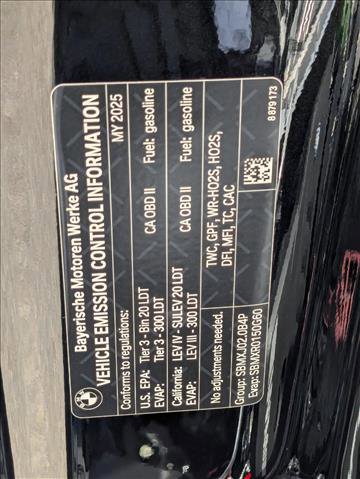 Bayerische Motoren Werke AG
VEHICLE EMISSION CONTROL INFORMATION
Conforms to regulations: MY 2025
U.S. EPA: Tier 3 - Bin 20 LDT CA OBD II Fuel: gasoline
EVAP: Tier 3 - 300 LDT
California: LEV IV - SULEV 20 LDT CA OBD II Fuel: gasoline
EVAP: LEV III - 300 LDT
No adjustments needed. TWC, GPF, WR-HO2S, HO2S,
DFI, MFI, TC, CAC
Group: SBMXJ02.0B4P
Evap: SBMXR0150G60
8 879 173